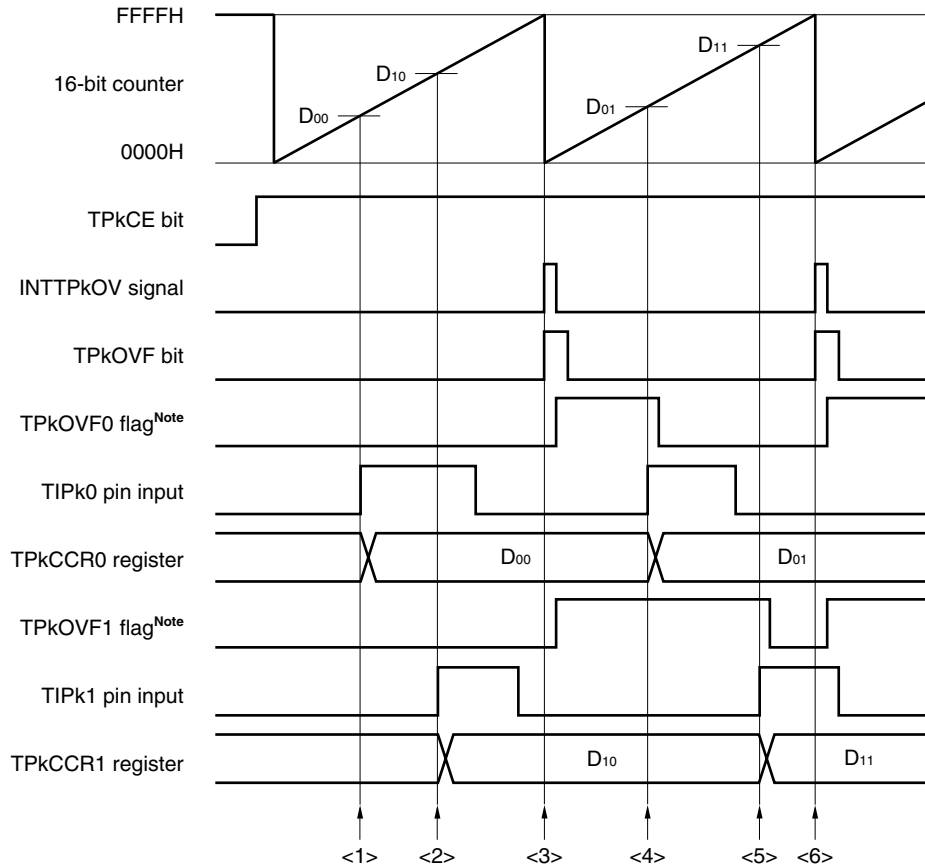 FFFFH
16-bit counter
0000H
D00
D10
D01
D11
TPkCE bit
INTTPkOV signal
TPkOVF bit
TPkOVF0 flagNote
TIPk0 pin input
TPkCCR0 register
D00
D01
TPkOVF1 flagNote
TIPk1 pin input
TPkCCR1 register
D10
D11
<1> <2> <3> <4> <5> <6>